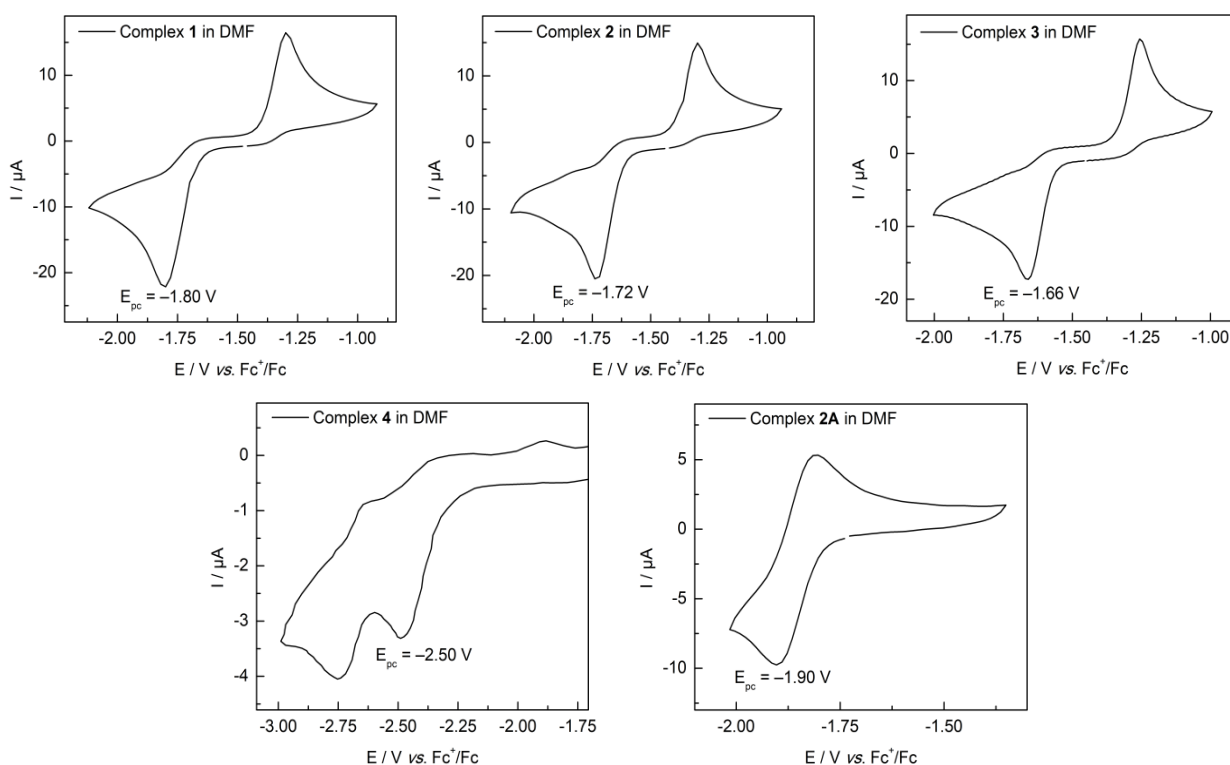 Complex 1 in DMF
10
0
-10
-20
I / µA
E_pc = –1.80 V
-2.00 -1.75 -1.50 -1.25 -1.00
E / V vs. Fc⁺/Fc
Complex 2 in DMF
10
0
-10
-20
I / µA
E_pc = –1.72 V
-2.00 -1.75 -1.50 -1.25 -1.00
E / V vs. Fc⁺/Fc
Complex 3 in DMF
10
0
-10
-20
I / µA
E_pc = –1.66 V
-2.00 -1.75 -1.50 -1.25 -1.00
E / V vs. Fc⁺/Fc
Complex 4 in DMF
0
-1
-2
-3
-4
I / µA
E_pc = –2.50 V
-3.00 -2.75 -2.50 -2.25 -2.00 -1.75
E / V vs. Fc⁺/Fc
Complex 2A in DMF
5
0
-5
-10
I / µA
E_pc = –1.90 V
-2.00 -1.75 -1.50
E / V vs. Fc⁺/Fc